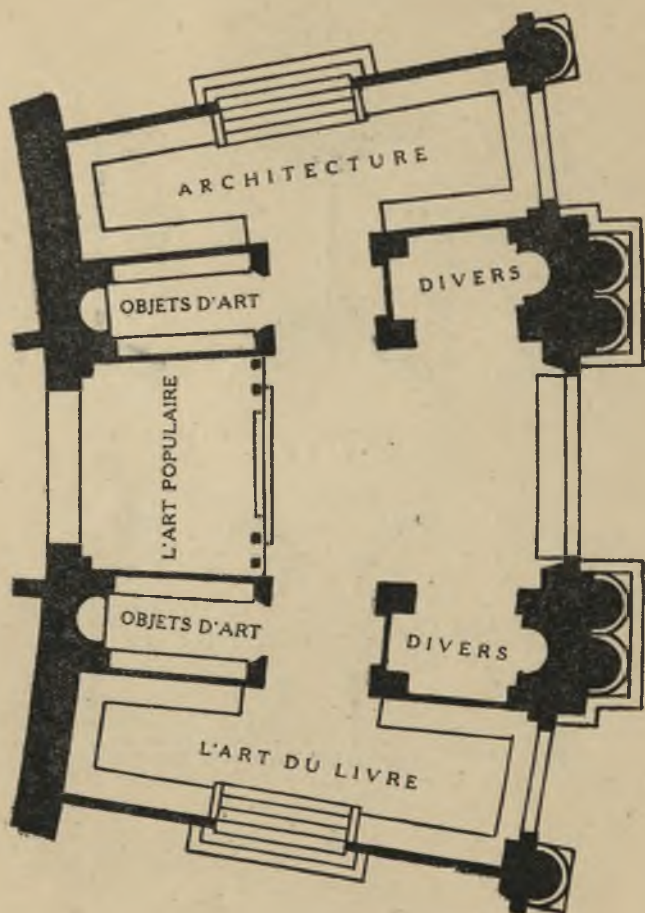 ARCHITECTURE
OBJETS D'ART
DIVERS
L'ART POPULAIRE
OBJETS D'ART
DIVERS
L'ART DU LIVRE